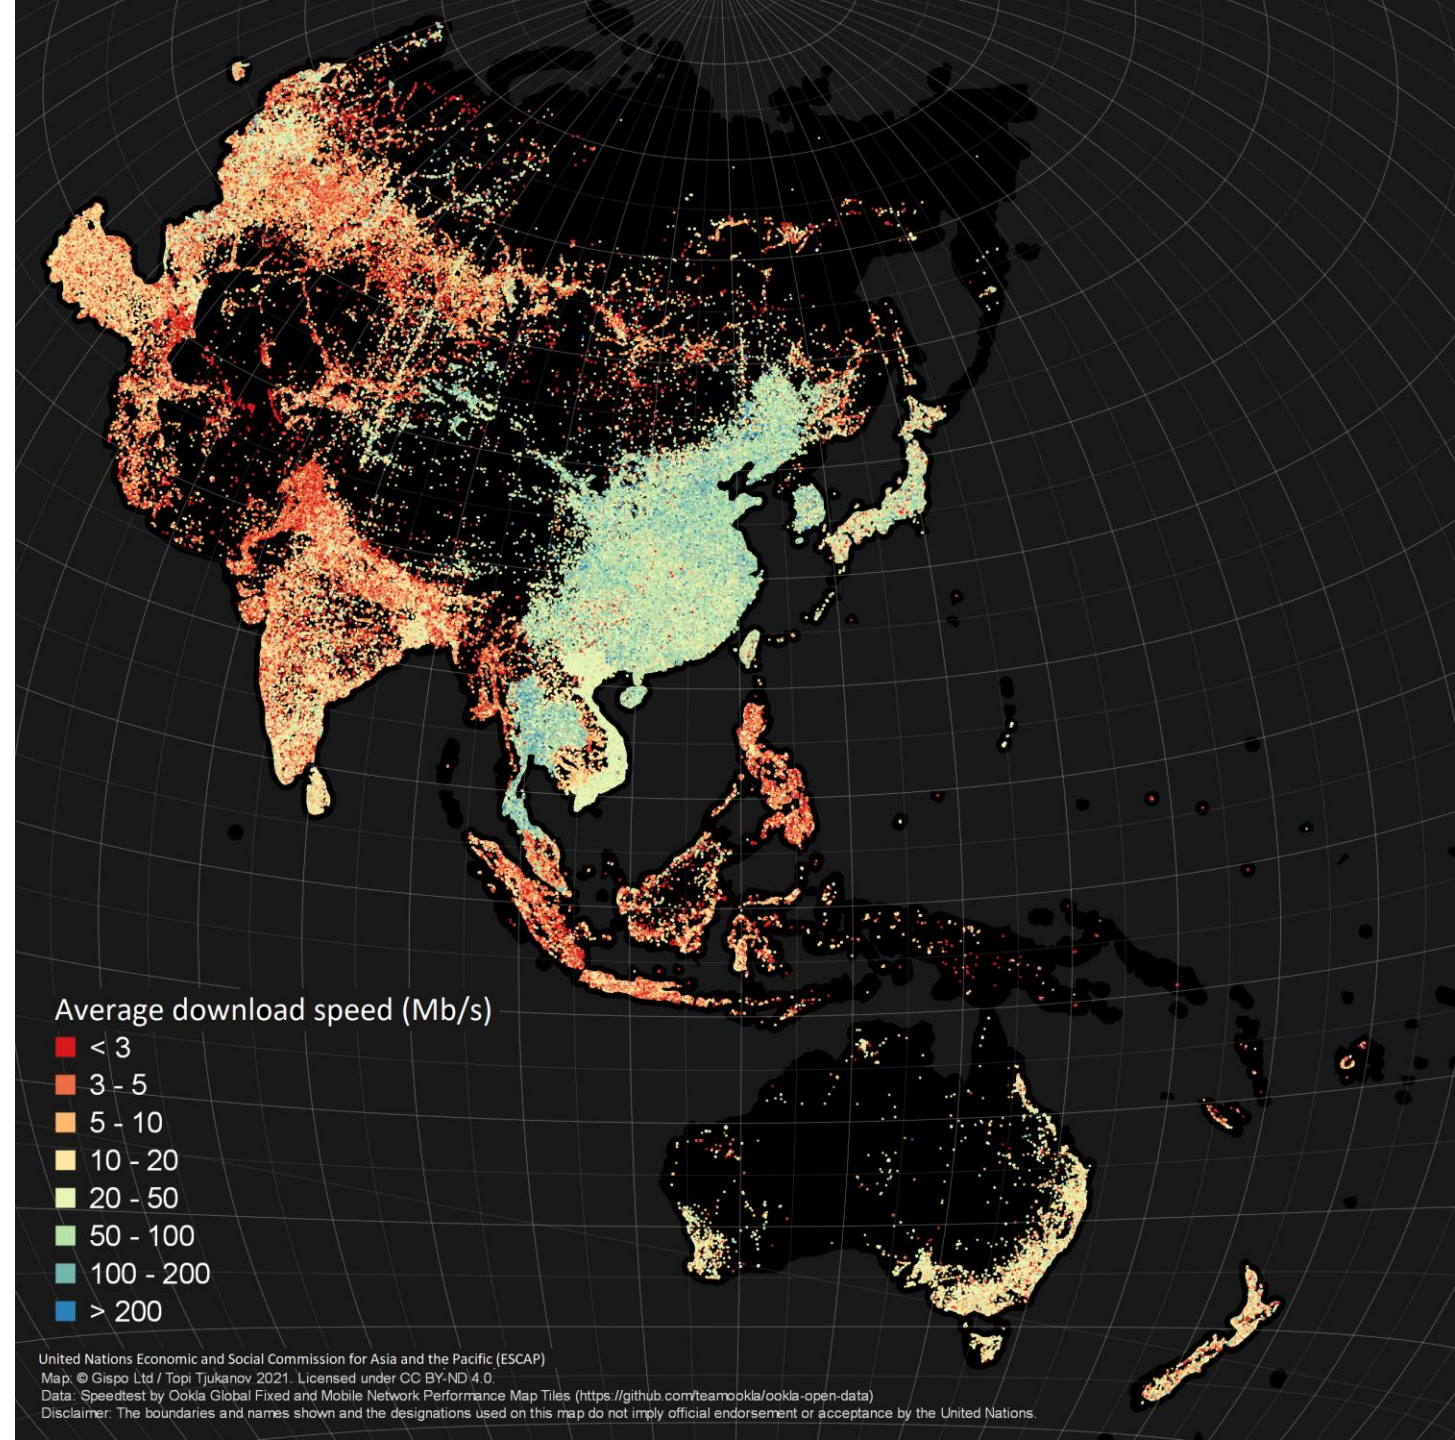 Average download speed (Mb/s)
< 3
3 - 5
5 - 10
10 - 20
20 - 50
50 - 100
100 - 200
> 200
United Nations Economic and Social Commission for Asia and the Pacific (ESCAP)
Map: © Gispo Ltd / Topi Tjukanov 2021. Licensed under CC BY-ND 4.0.
Data: Speedtest by Ookla Global Fixed and Mobile Network Performance Map Tiles (https://github.com/teamookla/ookla-open-data)
Disclaimer: The boundaries and names shown and the designations used on this map do not imply official endorsement or acceptance by the United Nations.